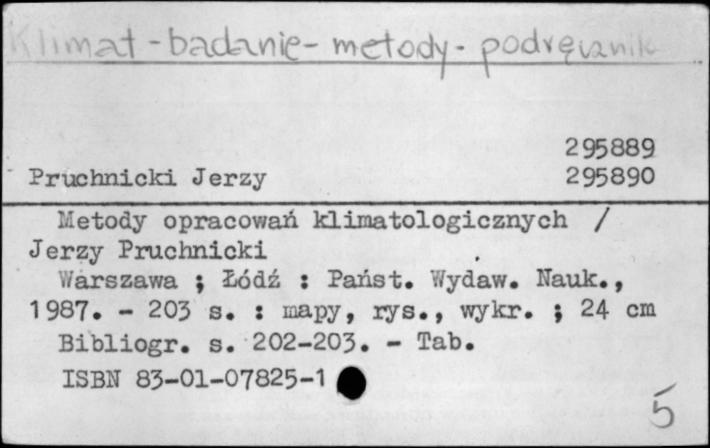 Klimat - badanie - metody - podręcznik
295889
Pruchnicki Jerzy 295890
Metody opracowań klimatologicznych /
Jerzy Pruchnicki
Warszawa ; Łódź : Państ. Wydaw. Nauk.,
1987. - 203 s. : mapy, rys., wykr. ; 24 cm
Bibliogr. s. 202-203. - Tab.
ISBN 83-01-07825-1
5